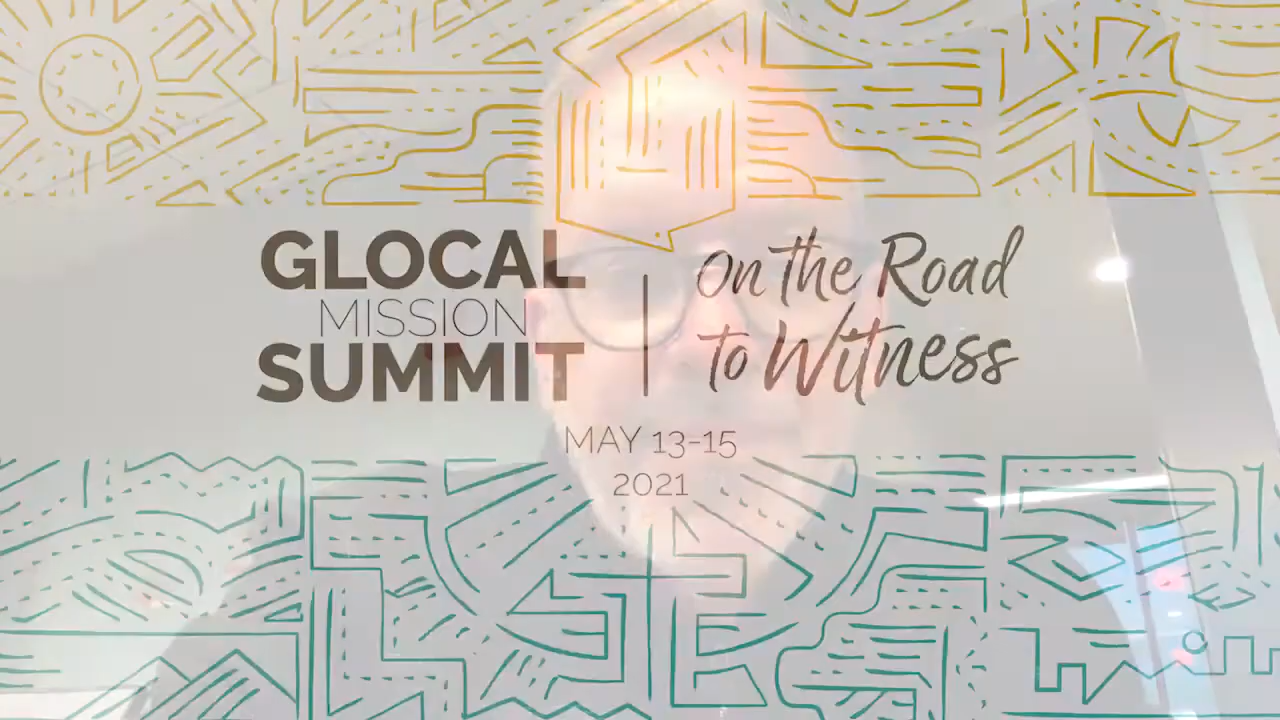 GLOCAL
MISSION
SUMMIT
On the Road
to Witness
MAY 13-15
2021